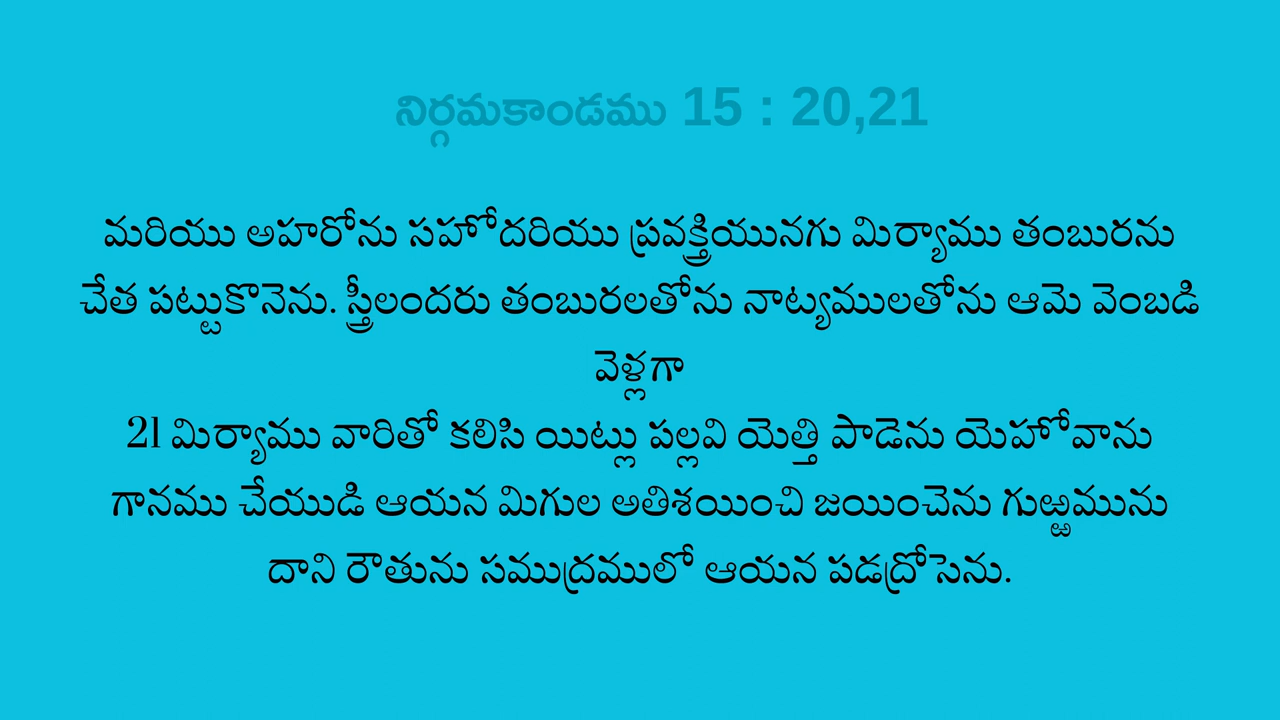 నిర్గమకాండము 15 : 20,21
మరియు అహరోను సహోదరియు ప్రవక్త్రియునగు మిర్యాము తంబురను
చేత పట్టుకొనెను. స్త్రీలందరు తంబురలతోను నాట్యములతోను ఆమె వెంబడి
వెళ్లగా
21 మిర్యాము వారితో కలిసి యిట్లు పల్లవి యెత్తి పాడెను యెహోవాను
గానము చేయుడి ఆయన మిగుల అతిశయించి జయించెను గుఱ్ఱమును
దాని రౌతును సముద్రములో ఆయన పడద్రోసెను.